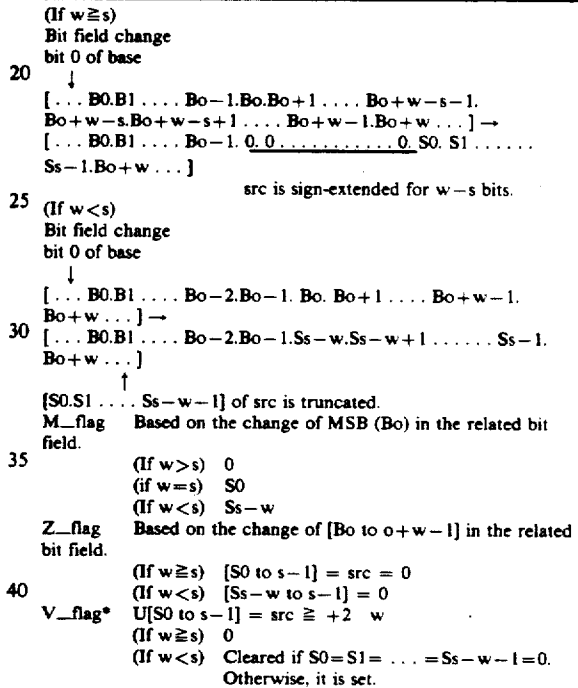 (If w≧s)
Bit field change
bit 0 of base
20
↓
[ . . . B0.B1 . . . . Bo−1.Bo.Bo+1 . . . . Bo+w−s−1.
Bo+w−s.Bo+w−s+1 . . . . Bo+w−1.Bo+w . . . ] →
[ . . . B0.B1 . . . . Bo−1. 0. 0 . . . . . . . . . . . 0. S0. S1 . . . . . .
Ss−1.Bo+w . . . ]
src is sign-extended for w−s bits.
25 (If w<s)
Bit field change
bit 0 of base
↓
[ . . . B0.B1 . . . . Bo−2.Bo−1. Bo. Bo+1 . . . . Bo+w−1.
Bo+w . . . ] →
30 [ . . . B0.B1 . . . . Bo−2.Bo−1.Ss−w.Ss−w+1 . . . . . . Ss−1.
Bo+w . . . ]
↑
[S0.S1 . . . . Ss−w−1] of src is truncated.
M_flag Based on the change of MSB (Bo) in the related bit
field.
35 (If w>s) 0
(if w=s) S0
(If w<s) Ss−w
Z_flag Based on the change of [Bo to o+w−1] in the related
bit field.
(If w≧s) [S0 to s−1] = src = 0
40 (If w<s) [Ss−w to s−1] = 0
V_flag* U[S0 to s−1] = src ≧ +2 w
(If w≧s) 0
(If w<s) Cleared if S0=S1= . . . =Ss−w−1=0.
Otherwise, it is set.